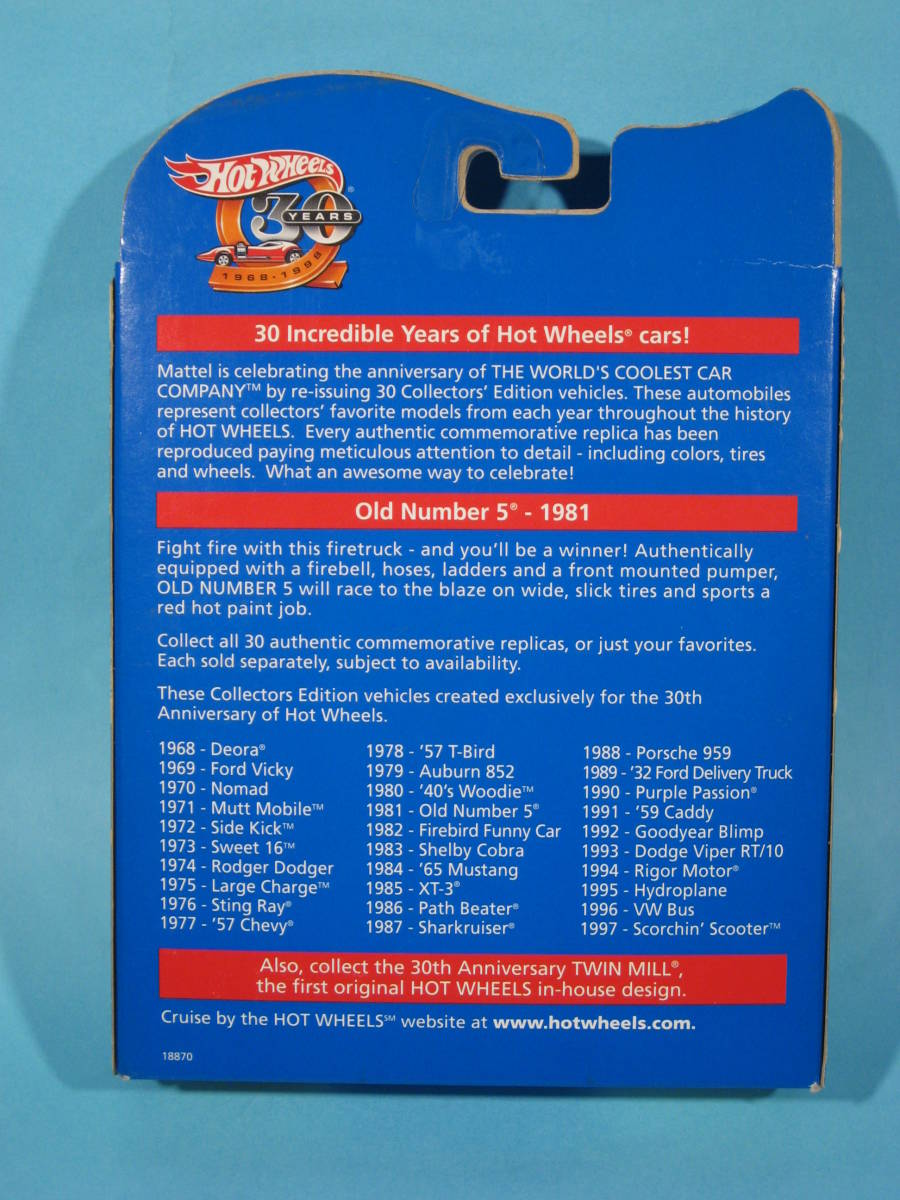 HOT WHEELS®
30 YEARS
1968-1998
30 Incredible Years of Hot Wheels® cars!
Mattel is celebrating the anniversary of THE WORLD'S COOLEST CAR
COMPANY™ by re-issuing 30 Collectors’ Edition vehicles. These automobiles
represent collectors’ favorite models from each year throughout the history
of HOT WHEELS.  Every authentic commemorative replica has been
reproduced paying meticulous attention to detail - including colors, tires
and wheels.  What an awesome way to celebrate!
Old Number 5® - 1981
Fight fire with this firetruck - and you’ll be a winner! Authentically
equipped with a firebell, hoses, ladders and a front mounted pumper,
OLD NUMBER 5 will race to the blaze on wide, slick tires and sports a
red hot paint job.
Collect all 30 authentic commemorative replicas, or just your favorites.
Each sold separately, subject to availability.
These Collectors Edition vehicles created exclusively for the 30th
Anniversary of Hot Wheels.
1968 - Deora®
1969 - Ford Vicky
1970 - Nomad
1971 - Mutt Mobile™
1972 - Side Kick™
1973 - Sweet 16™
1974 - Rodger Dodger
1975 - Large Charge™
1976 - Sting Ray®
1977 - ’57 Chevy®
1978 - ’57 T-Bird
1979 - Auburn 852
1980 - ’40’s Woodie™
1981 - Old Number 5®
1982 - Firebird Funny Car
1983 - Shelby Cobra
1984 - ’65 Mustang
1985 - XT-3®
1986 - Path Beater®
1987 - Sharkruiser®
1988 - Porsche 959
1989 - ’32 Ford Delivery Truck
1990 - Purple Passion®
1991 - ’59 Caddy
1992 - Goodyear Blimp
1993 - Dodge Viper RT/10
1994 - Rigor Motor®
1995 - Hydroplane
1996 - VW Bus
1997 - Scorchin’ Scooter™
Also, collect the 30th Anniversary TWIN MILL®,
the first original HOT WHEELS in-house design.
Cruise by the HOT WHEELS℠ website at www.hotwheels.com.
18870